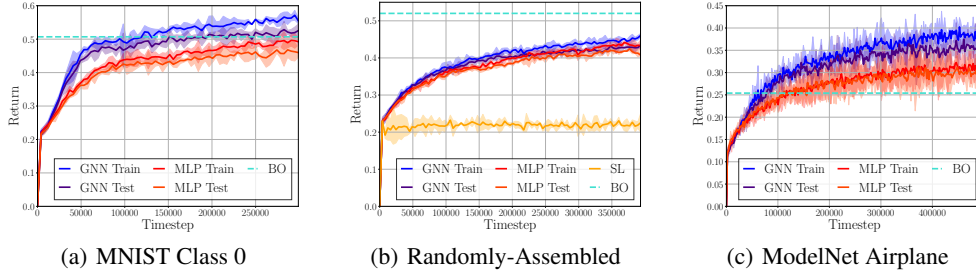 0.6
0.5
0.4
0.3
0.2
0.1
0.0
Return
GNN Train
MLP Train
BO
GNN Test
MLP Test
0
50000
100000
150000
200000
250000
Timestep
(a) MNIST Class 0
0.5
0.4
0.3
0.2
0.1
0.0
Return
GNN Train
MLP Train
SL
GNN Test
MLP Test
BO
0
50000
100000
150000
200000
250000
300000
350000
Timestep
(b) Randomly-Assembled
0.45
0.40
0.35
0.30
0.25
0.20
0.15
0.10
0.05
0.00
Return
GNN Train
MLP Train
BO
GNN Test
MLP Test
0
100000
200000
300000
400000
Timestep
(c) ModelNet Airplane